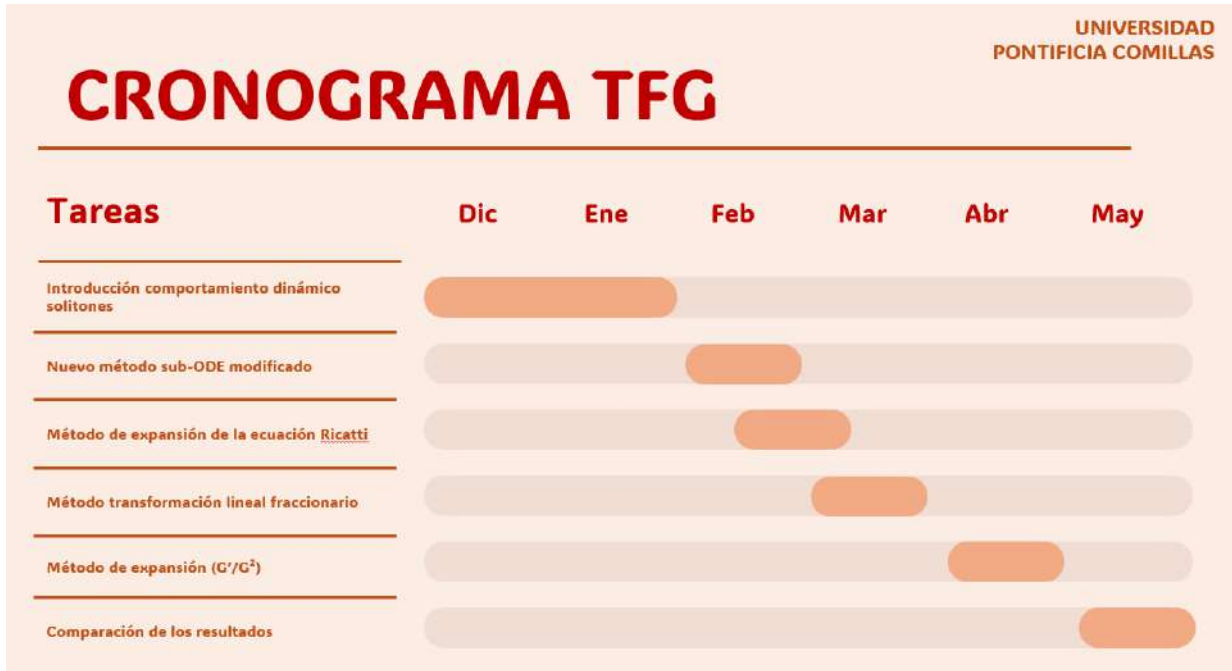 UNIVERSIDAD
PONTIFICIA COMILLAS
CRONOGRAMA TFG
Tareas Dic Ene Feb Mar Abr May
Introducción comportamiento dinámico
solitones
Nuevo método sub-ODE modificado
Método de expansión de la ecuación Ricatti
Método transformación lineal fraccionario
Método de expansión (G'/G²)
Comparación de los resultados